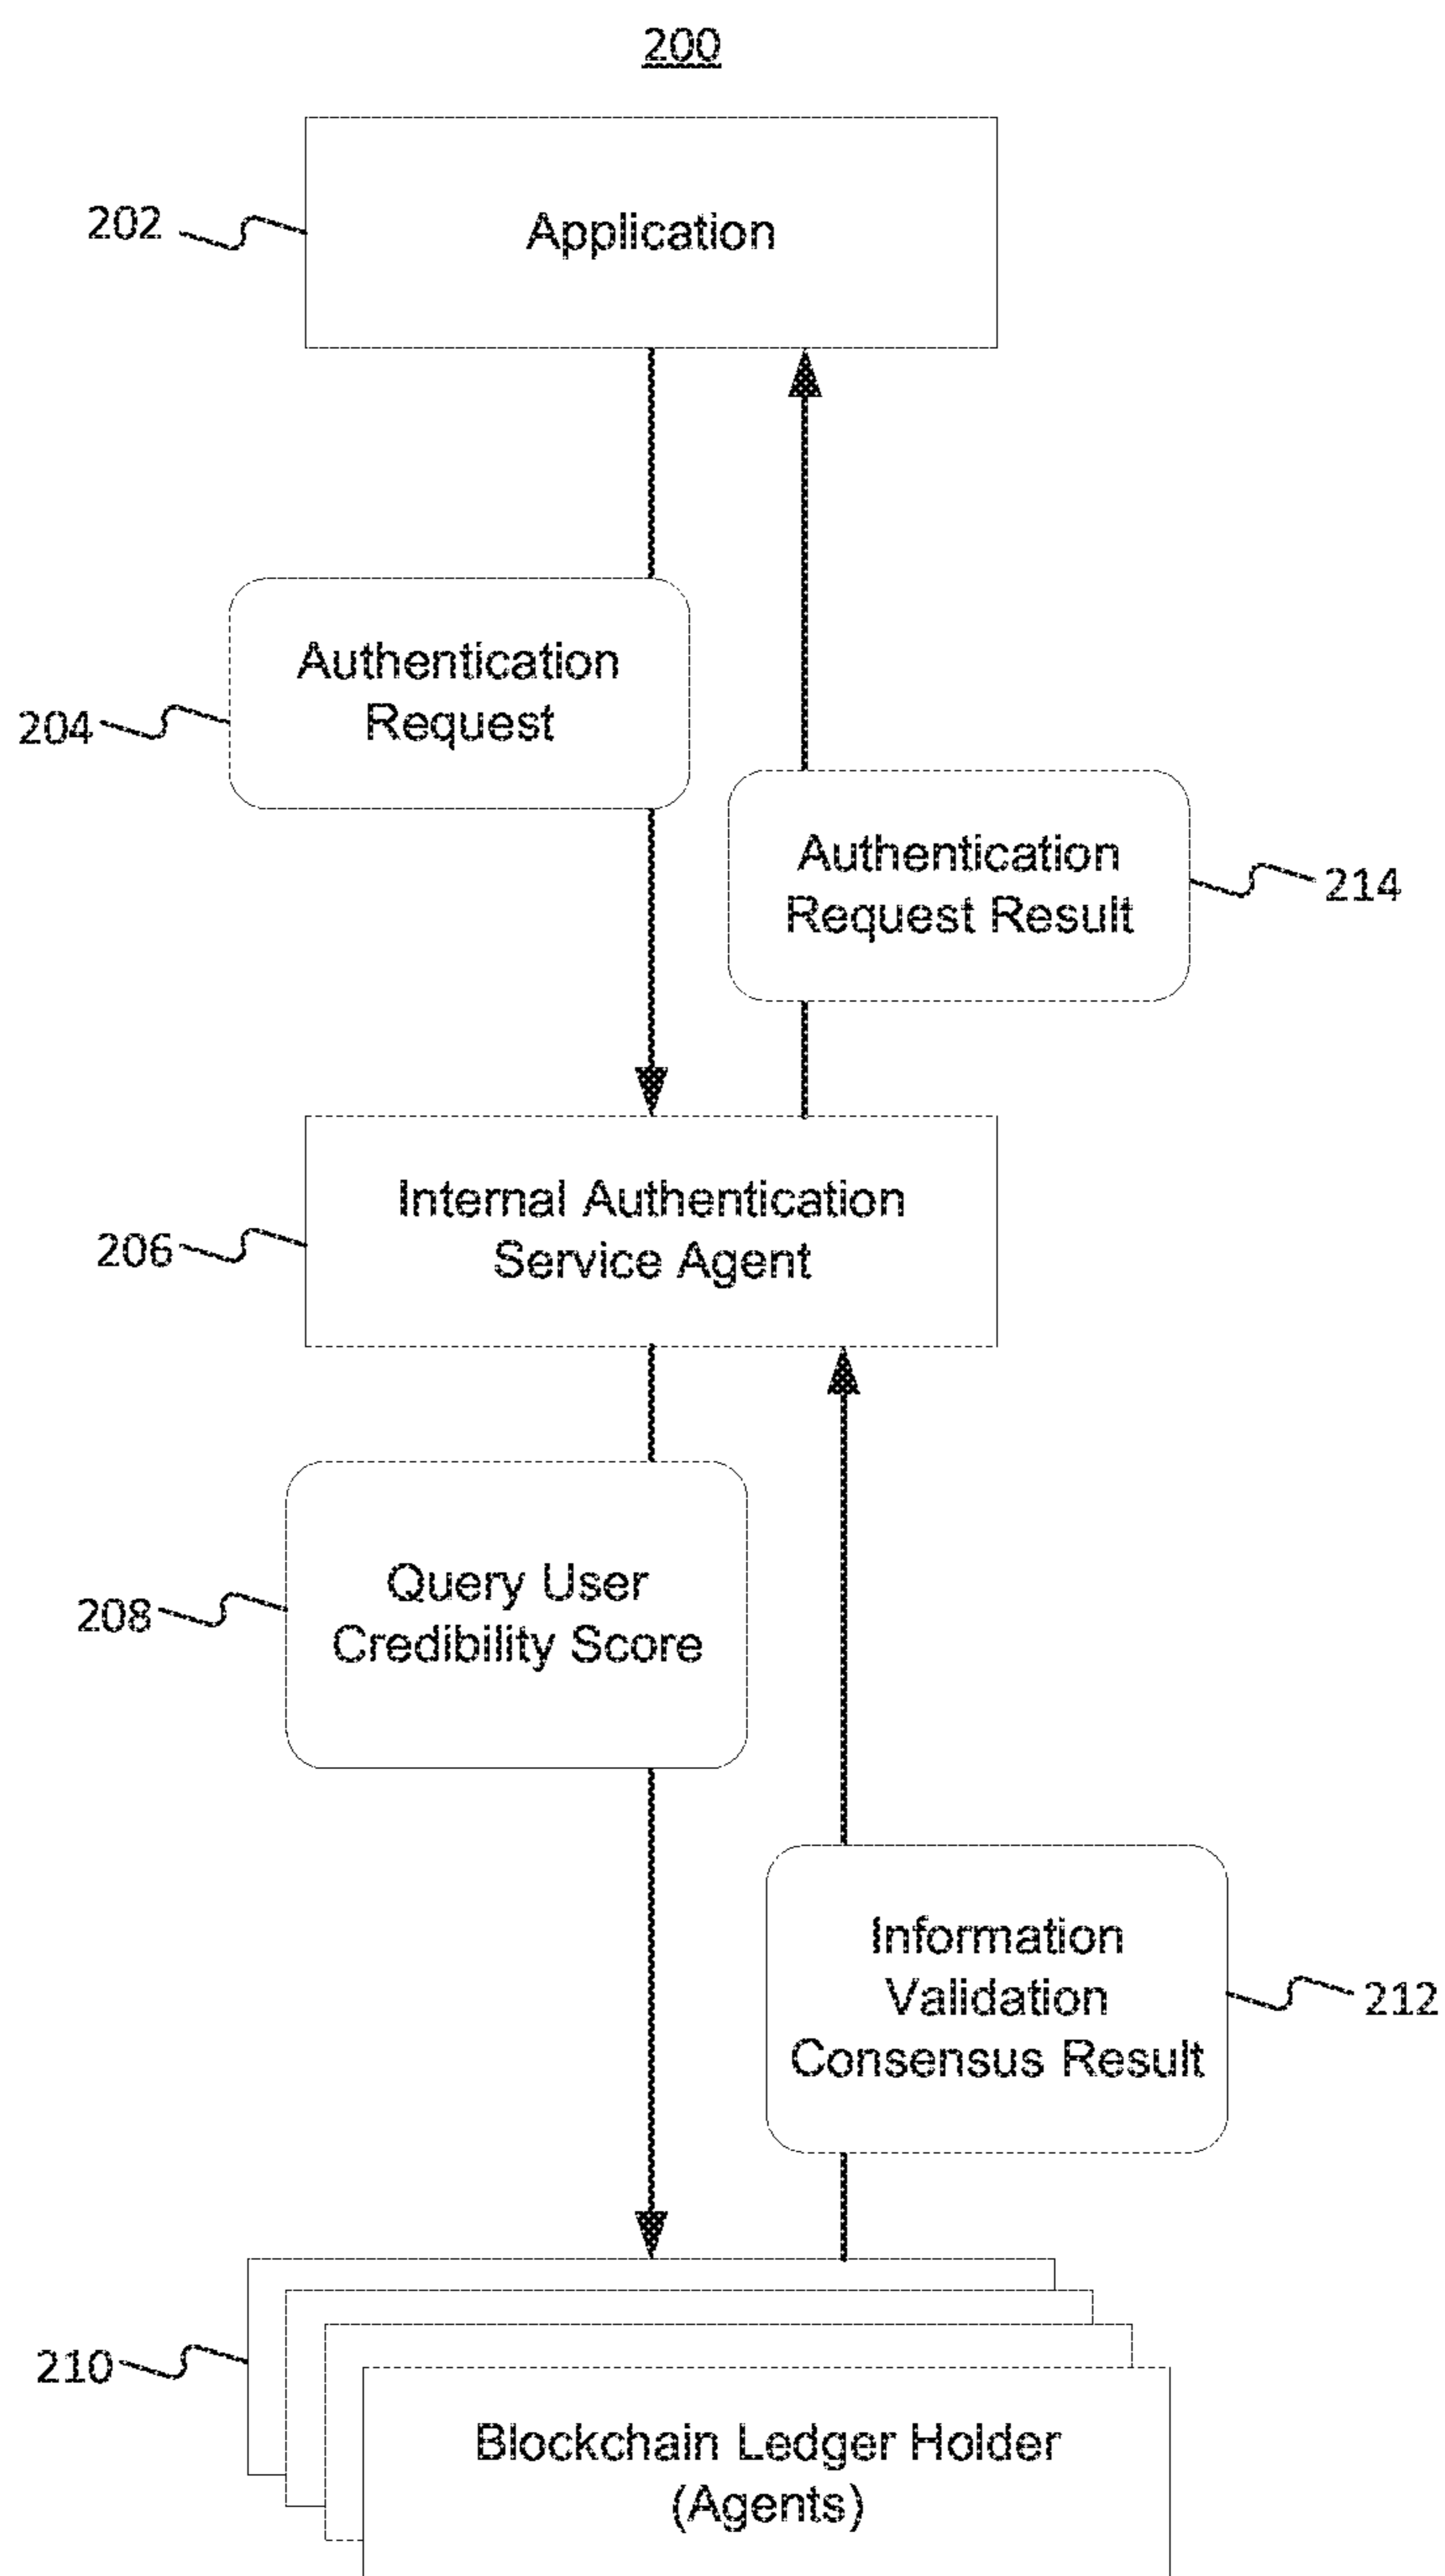 200
202
Application
204
Authentication
Request
Authentication
Request Result
214
206
Internal Authentication
Service Agent
208
Query User
Credibility Score
Information
Validation
Consensus Result
212
210
Blockchain Ledger Holder
(Agents)